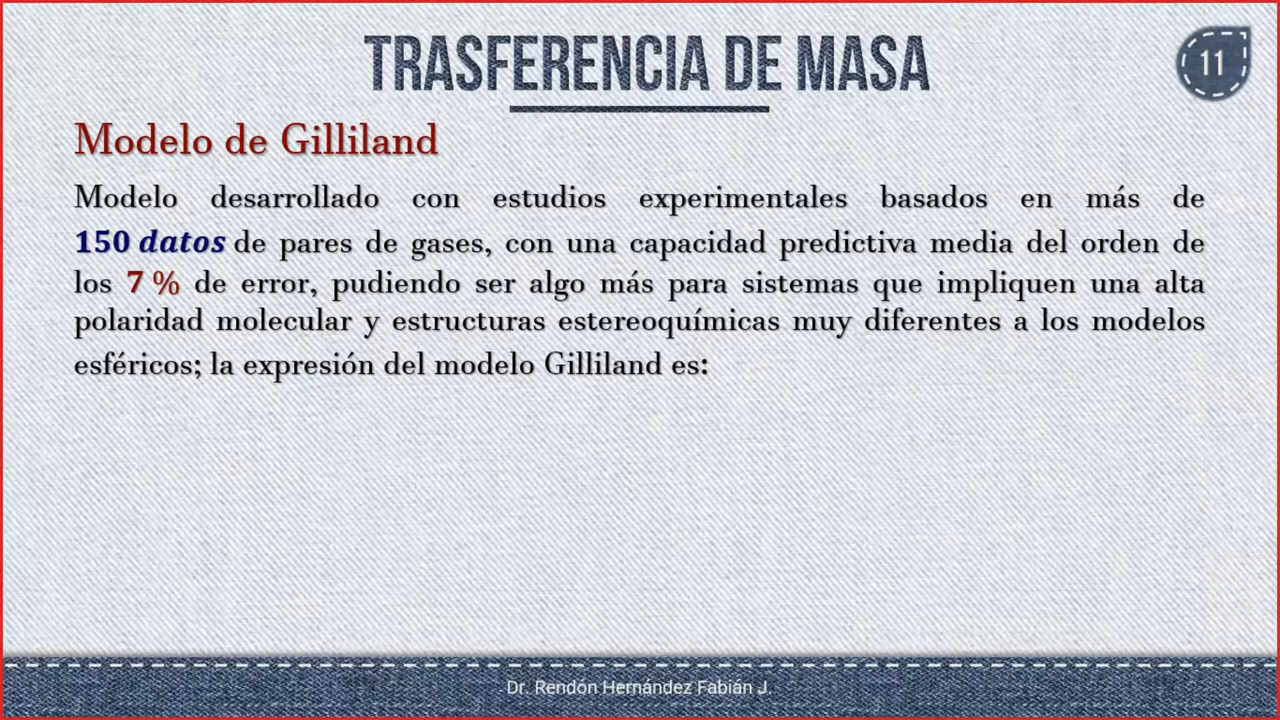 TRASFERENCIA DE MASA
11
Modelo de Gilliland
Modelo desarrollado con estudios experimentales basados en más de
150 datos de pares de gases, con una capacidad predictiva media del orden de
los 7 % de error, pudiendo ser algo más para sistemas que impliquen una alta
polaridad molecular y estructuras estereoquímicas muy diferentes a los modelos
esféricos; la expresión del modelo Gilliland es:
Dr. Rendón Hernández Fabián J.